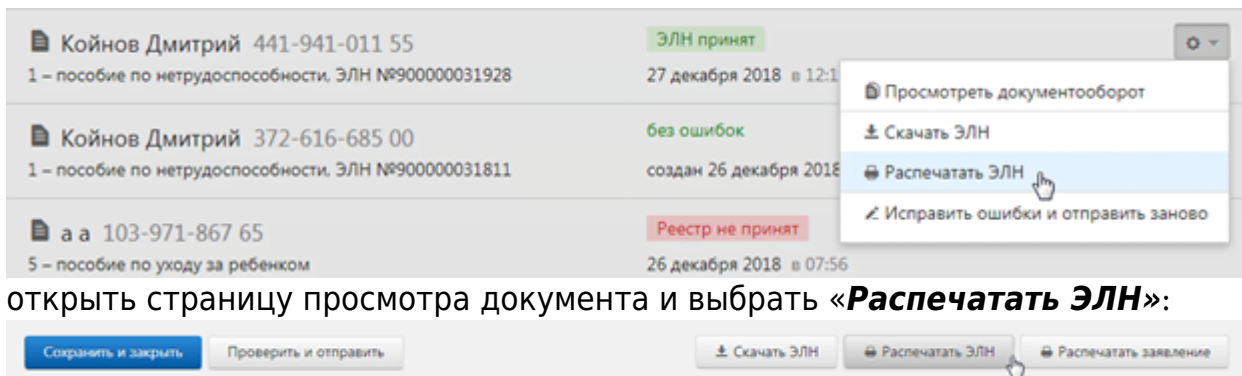 Койнов Дмитрий 441-941-011 55 ЭЛН принят
1 – пособие по нетрудоспособности, ЭЛН №900000031928 27 декабря 2018 в 12:1
Просмотреть документооборот
Койнов Дмитрий 372-616-685 00 без ошибок Скачать ЭЛН
1 – пособие по нетрудоспособности, ЭЛН №900000031811 создан 26 декабря 2018 Распечатать ЭЛН
Исправить ошибки и отправить заново
а а 103-971-867 65 Реестр не принят
5 – пособие по уходу за ребенком 26 декабря 2018 в 07:56
открыть страницу просмотра документа и выбрать «Распечатать ЭЛН»:
Сохранить и закрыть Проверить и отправить Скачать ЭЛН Распечатать ЭЛН Распечатать заявление